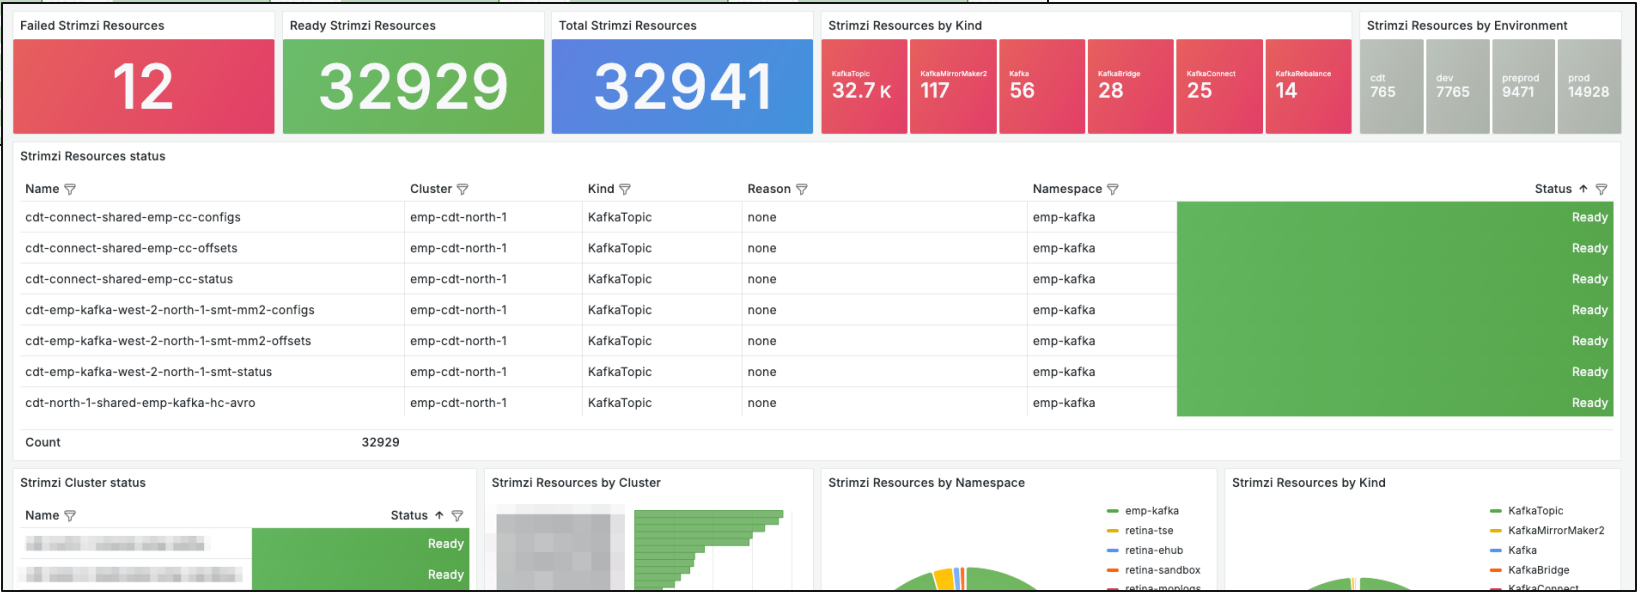 Failed Strimzi Resources
12
Ready Strimzi Resources
32929
Total Strimzi Resources
32941
Strimzi Resources by Kind
KafkaTopic
32.7 K
KafkaMirrorMaker2
117
Kafka
56
KafkaBridge
28
KafkaConnect
25
KafkaRebalance
14
Strimzi Resources by Environment
cdt
765
dev
7765
preprod
9471
prod
14928
Strimzi Resources status
Name Cluster Kind Reason Namespace Status
cdt-connect-shared-emp-cc-configs emp-cdt-north-1 KafkaTopic none emp-kafka Ready
cdt-connect-shared-emp-cc-offsets emp-cdt-north-1 KafkaTopic none emp-kafka Ready
cdt-connect-shared-emp-cc-status emp-cdt-north-1 KafkaTopic none emp-kafka Ready
cdt-emp-kafka-west-2-north-1-smt-mm2-configs emp-cdt-north-1 KafkaTopic none emp-kafka Ready
cdt-emp-kafka-west-2-north-1-smt-mm2-offsets emp-cdt-north-1 KafkaTopic none emp-kafka Ready
cdt-emp-kafka-west-2-north-1-smt-status emp-cdt-north-1 KafkaTopic none emp-kafka Ready
cdt-north-1-shared-emp-kafka-hc-avro emp-cdt-north-1 KafkaTopic none emp-kafka Ready
Count 32929
Strimzi Cluster status
Name Status
Ready
Ready
Strimzi Resources by Cluster
Strimzi Resources by Namespace
emp-kafka
retina-tse
retina-ehub
retina-sandbox
retina-moplogs
Strimzi Resources by Kind
KafkaTopic
KafkaMirrorMaker2
Kafka
KafkaBridge
KafkaConnect